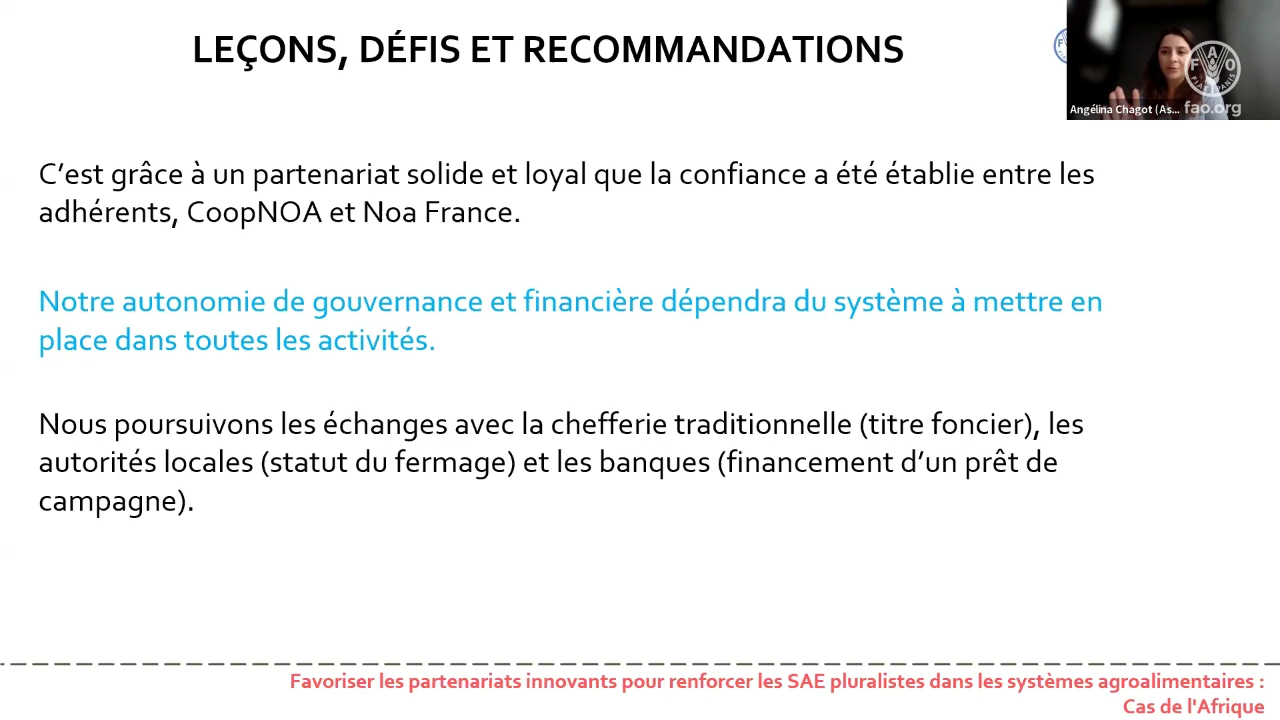 LEÇONS, DÉFIS ET RECOMMANDATIONS
FAO
FIAT PANIS
fao.org
Angélina Chagot (As...
C’est grâce à un partenariat solide et loyal que la confiance a été établie entre les
adhérents, CoopNOA et Noa France.
Notre autonomie de gouvernance et financière dépendra du système à mettre en
place dans toutes les activités.
Nous poursuivons les échanges avec la chefferie traditionnelle (titre foncier), les
autorités locales (statut du fermage) et les banques (financement d’un prêt de
campagne).
Favoriser les partenariats innovants pour renforcer les SAE pluralistes dans les systèmes agroalimentaires :
Cas de l'Afrique